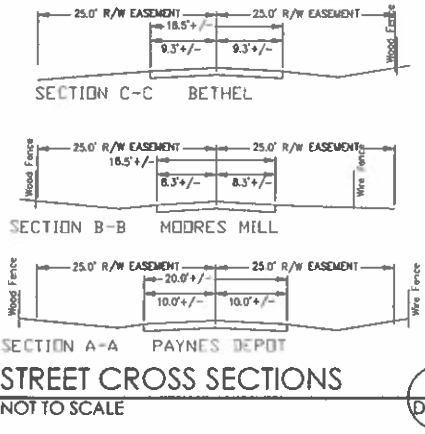 25.0' R/W EASEMENT 25.0' R/W EASEMENT
18.5'+/-
9.3'+/- 9.3'+/-
Wood Fence
SECTION C-C BETHEL
Wood Fence
25.0' R/W EASEMENT 25.0' R/W EASEMENT
16.5'+/-
8.3'+/- 8.3'+/-
Wire Fence
SECTION B-B MOORES MILL
Wood Fence
25.0' R/W EASEMENT 25.0' R/W EASEMENT
20.0'+/-
10.0'+/- 10.0'+/-
Wire Fence
SECTION A-A PAYNES DEPOT
STREET CROSS SECTIONS
NOT TO SCALE
D